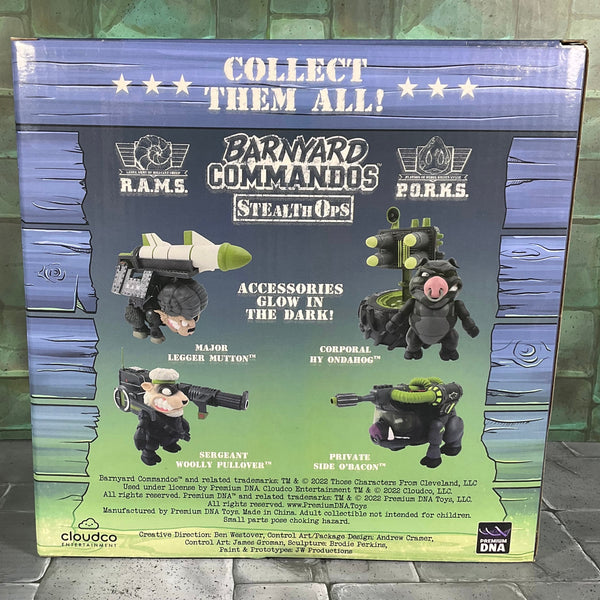 COLLECT
THEM ALL!
BARNYARD
COMMANDOS™
STEALTH OPS
R.A.M.S.
P.O.R.K.S.
ACCESSORIES
GLOW IN
THE DARK!
MAJOR
LEGGER MUTTON™
CORPORAL
HY ONDAHOG™
SERGEANT
WOOLLY PULLOVER™
PRIVATE
SIDE O'BACON™
Barnyard Commandos™ and related trademarks: TM & © 2022 Those Characters From Cleveland, LLC
Used under license by Premium DNA. Cloudco Entertainment TM & © 2022 Cloudco, LLC.
All rights reserved. Premium DNA™ and related trademarks: TM & © 2022 Premium DNA Toys, LLC.
All rights reserved. www.PremiumDNA.Toys
Manufactured by Premium DNA Toys. Made in China. Adult collectible not intended for children.
Small parts pose choking hazard.
Creative Direction: Ben Westover, Control Art/Package Design: Andrew Cramer,
Control Art: James Groman, Sculpture: Brodie Perkins,
Paint & Prototypes: JW Productions
cloudco
ENTERTAINMENT
PREMIUM
DNA